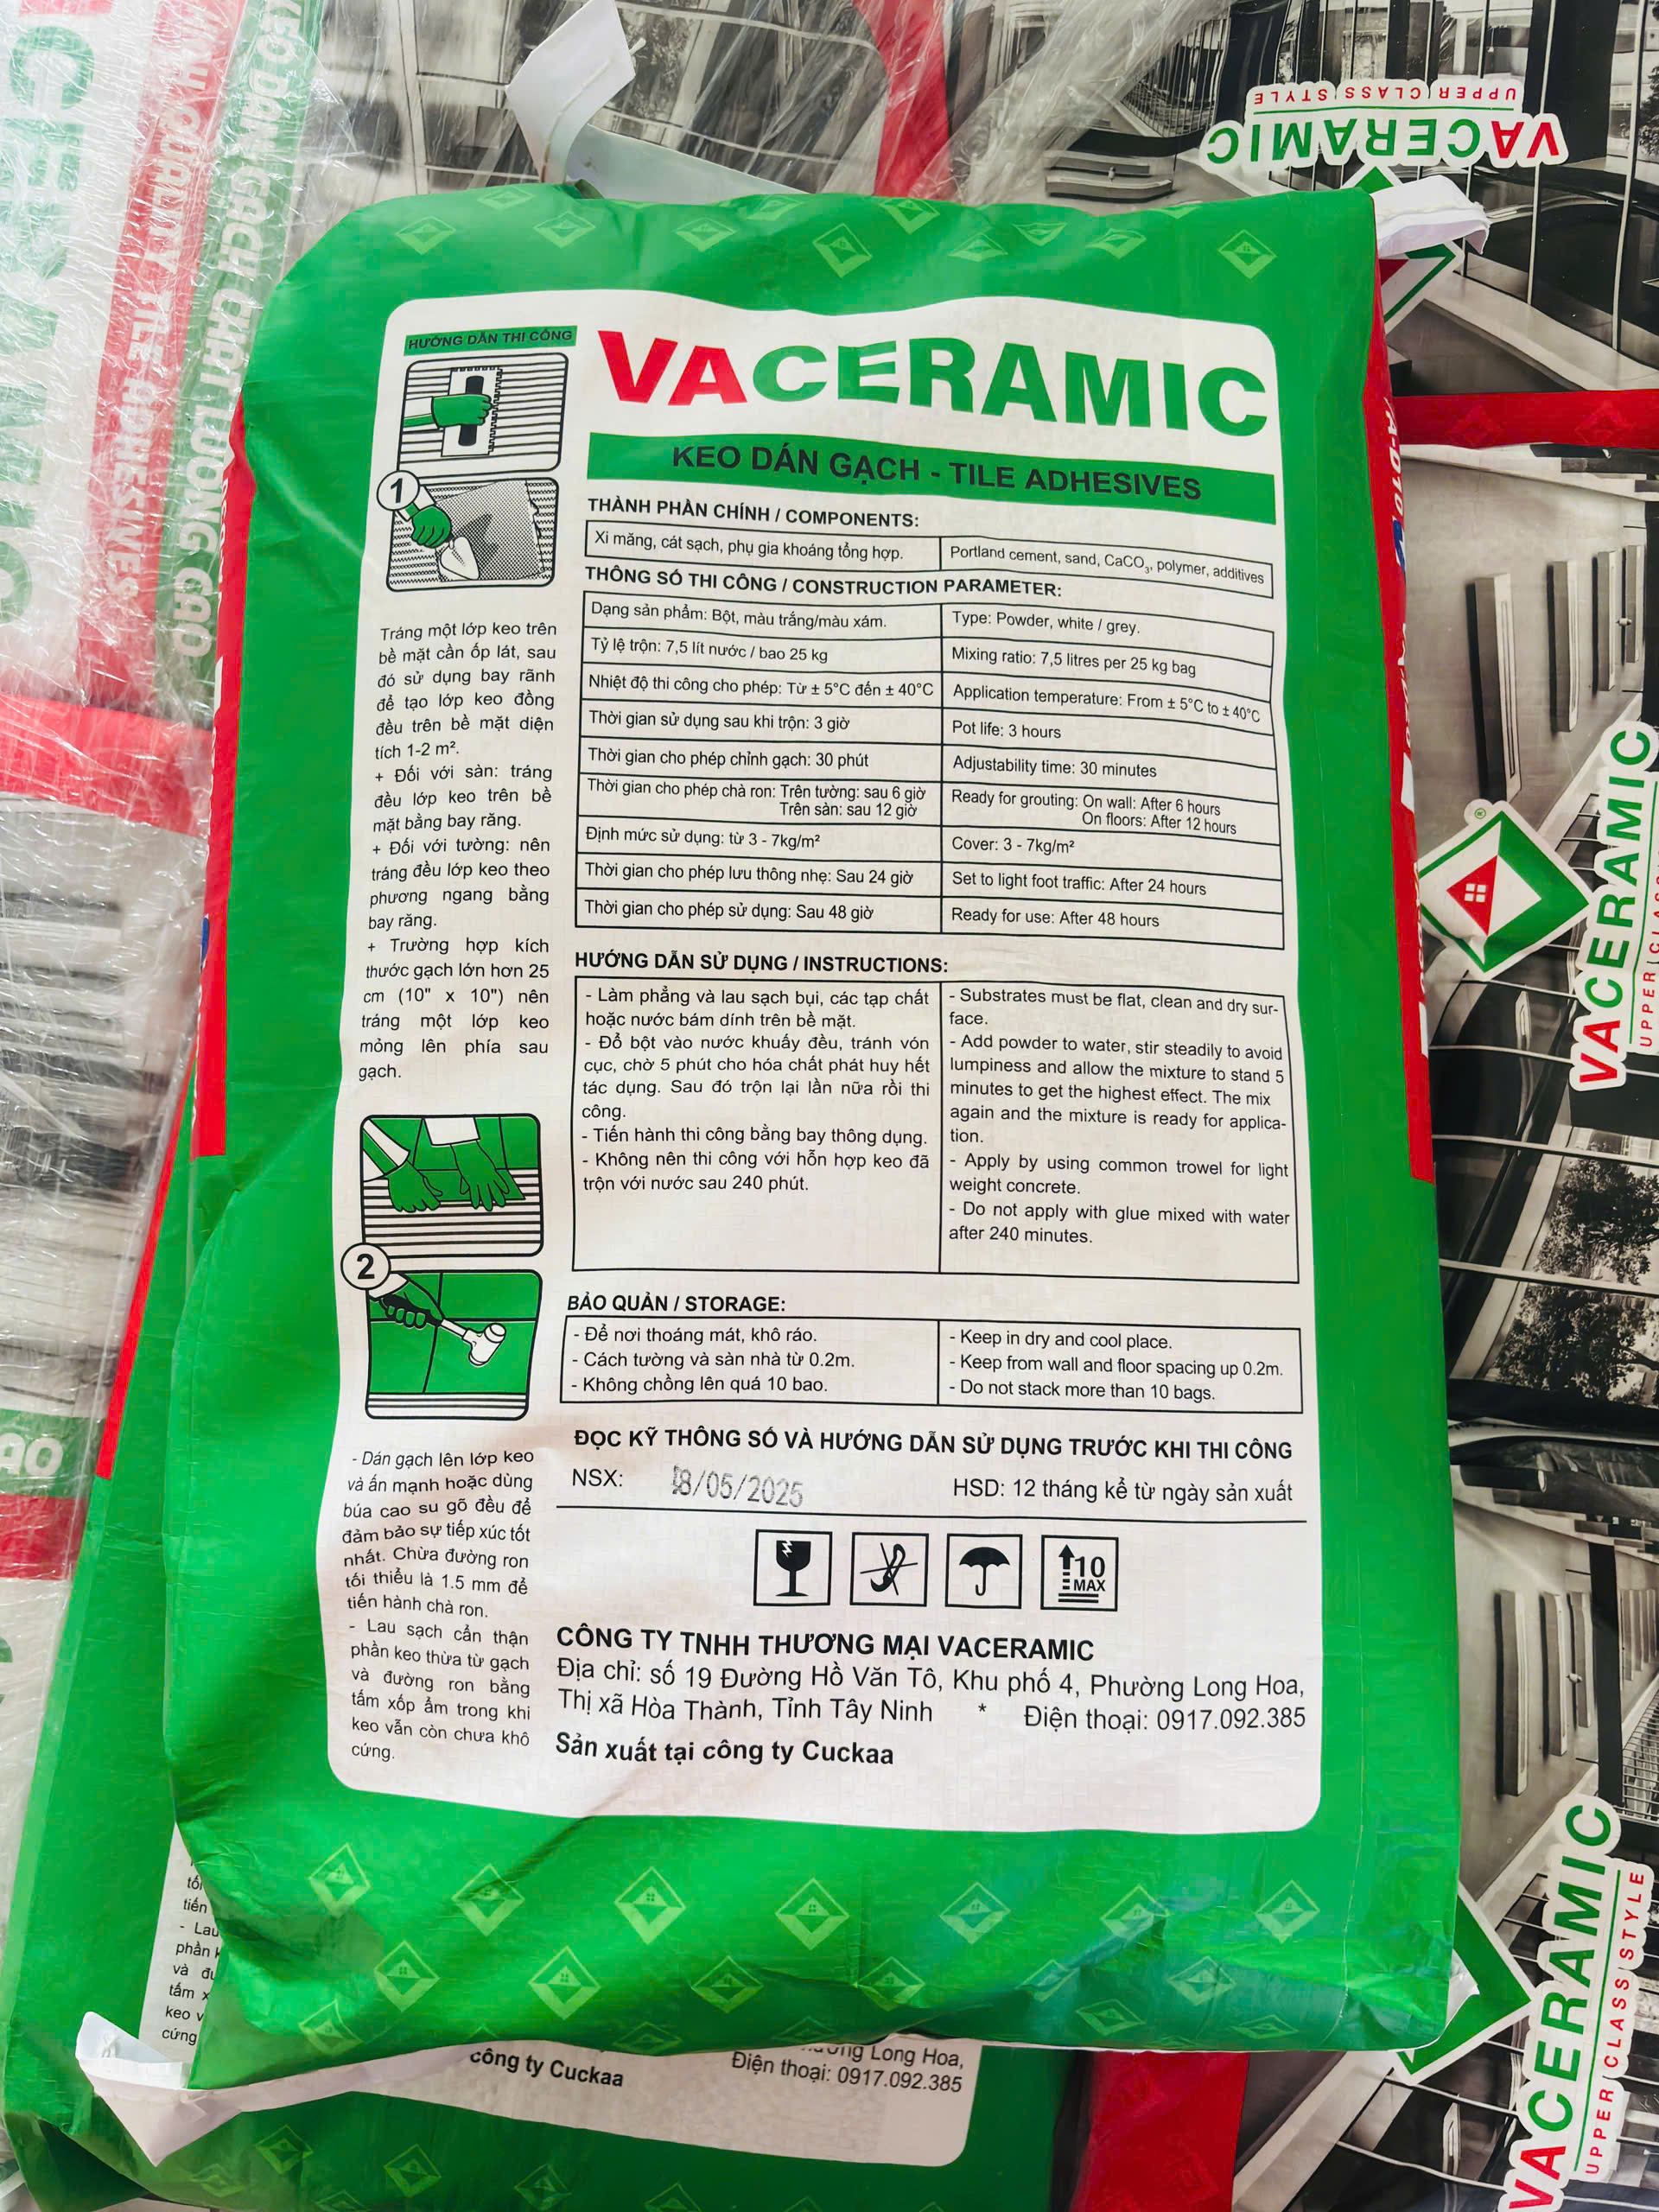 HƯỚNG DẪN THI CÔNG
1
Tráng một lớp keo trên
bề mặt cần ốp lát, sau
đó sử dụng bay rãnh
để tạo lớp keo đồng
đều trên bề mặt diện
tích 1-2 m².
+ Đối với sàn: tráng
đều lớp keo trên bề
mặt bằng bay răng.
+ Đối với tường: nên
tráng đều lớp keo theo
phương ngang bằng
bay răng.
+ Trường hợp kích
thước gạch lớn hơn 25
cm (10" x 10") nên
tráng một lớp keo
mỏng lên phía sau
gạch.
2
- Dán gạch lên lớp keo
và ấn mạnh hoặc dùng
búa cao su gõ đều để
đảm bảo sự tiếp xúc tốt
nhất. Chừa đường ron
tối thiểu là 1.5 mm để
tiến hành chà ron.
- Lau sạch cẩn thận
phần keo thừa từ gạch
và đường ron bằng
tấm xốp ẩm trong khi
keo vẫn còn chưa khô
cứng.
VACERAMIC
KEO DÁN GẠCH - TILE ADHESIVES
THÀNH PHẦN CHÍNH / COMPONENTS:
Xi măng, cát sạch, phụ gia khoáng tổng hợp. Portland cement, sand, CaCO₃, polymer, additives
THÔNG SỐ THI CÔNG / CONSTRUCTION PARAMETER:
Dạng sản phẩm: Bột, màu trắng/màu xám. Type: Powder, white / grey.
Tỷ lệ trộn: 7,5 lít nước / bao 25 kg Mixing ratio: 7,5 litres per 25 kg bag
Nhiệt độ thi công cho phép: Từ ± 5°C đến ± 40°C Application temperature: From ± 5°C to ± 40°C
Thời gian sử dụng sau khi trộn: 3 giờ Pot life: 3 hours
Thời gian cho phép chỉnh gạch: 30 phút Adjustability time: 30 minutes
Thời gian cho phép chà ron: Trên tường: sau 6 giờ Ready for grouting: On wall: After 6 hours
Trên sàn: sau 12 giờ On floors: After 12 hours
Định mức sử dụng: từ 3 - 7kg/m² Cover: 3 - 7kg/m²
Thời gian cho phép lưu thông nhẹ: Sau 24 giờ Set to light foot traffic: After 24 hours
Thời gian cho phép sử dụng: Sau 48 giờ Ready for use: After 48 hours
HƯỚNG DẪN SỬ DỤNG / INSTRUCTIONS:
- Làm phẳng và lau sạch bụi, các tạp chất
hoặc nước bám dính trên bề mặt.
- Đổ bột vào nước khuấy đều, tránh vón
cục, chờ 5 phút cho hóa chất phát huy hết
tác dụng. Sau đó trộn lại lần nữa rồi thi
công.
- Tiến hành thi công bằng bay thông dụng.
- Không nên thi công với hỗn hợp keo đã
trộn với nước sau 240 phút.
- Substrates must be flat, clean and dry sur-
face.
- Add powder to water, stir steadily to avoid
lumpiness and allow the mixture to stand 5
minutes to get the highest effect. The mix
again and the mixture is ready for applica-
tion.
- Apply by using common trowel for light
weight concrete.
- Do not apply with glue mixed with water
after 240 minutes.
BẢO QUẢN / STORAGE:
- Để nơi thoáng mát, khô ráo.
- Cách tường và sàn nhà từ 0.2m.
- Không chồng lên quá 10 bao.
- Keep in dry and cool place.
- Keep from wall and floor spacing up 0.2m.
- Do not stack more than 10 bags.
ĐỌC KỸ THÔNG SỐ VÀ HƯỚNG DẪN SỬ DỤNG TRƯỚC KHI THI CÔNG
NSX: 18/05/2025 HSD: 12 tháng kể từ ngày sản xuất
10
MAX
CÔNG TY TNHH THƯƠNG MẠI VACERAMIC
Địa chỉ: số 19 Đường Hồ Văn Tô, Khu phố 4, Phường Long Hoa,
Thị xã Hòa Thành, Tỉnh Tây Ninh * Điện thoại: 0917.092.385
Sản xuất tại công ty Cuckaa
VACERAMIC
UPPER CLASS STYLE
VACERAMIC
VACERAMIC
UPPER CLASS STYLE
KEO DÁN GẠCH CHẤT LƯỢNG CAO
HIGH QUALITY TILE ADHESIVES
tiến
- Lau
phần
và
tấm
keo
cứng
công ty Cuckaa
Long Hoa,
Điện thoại: 0917.092.385